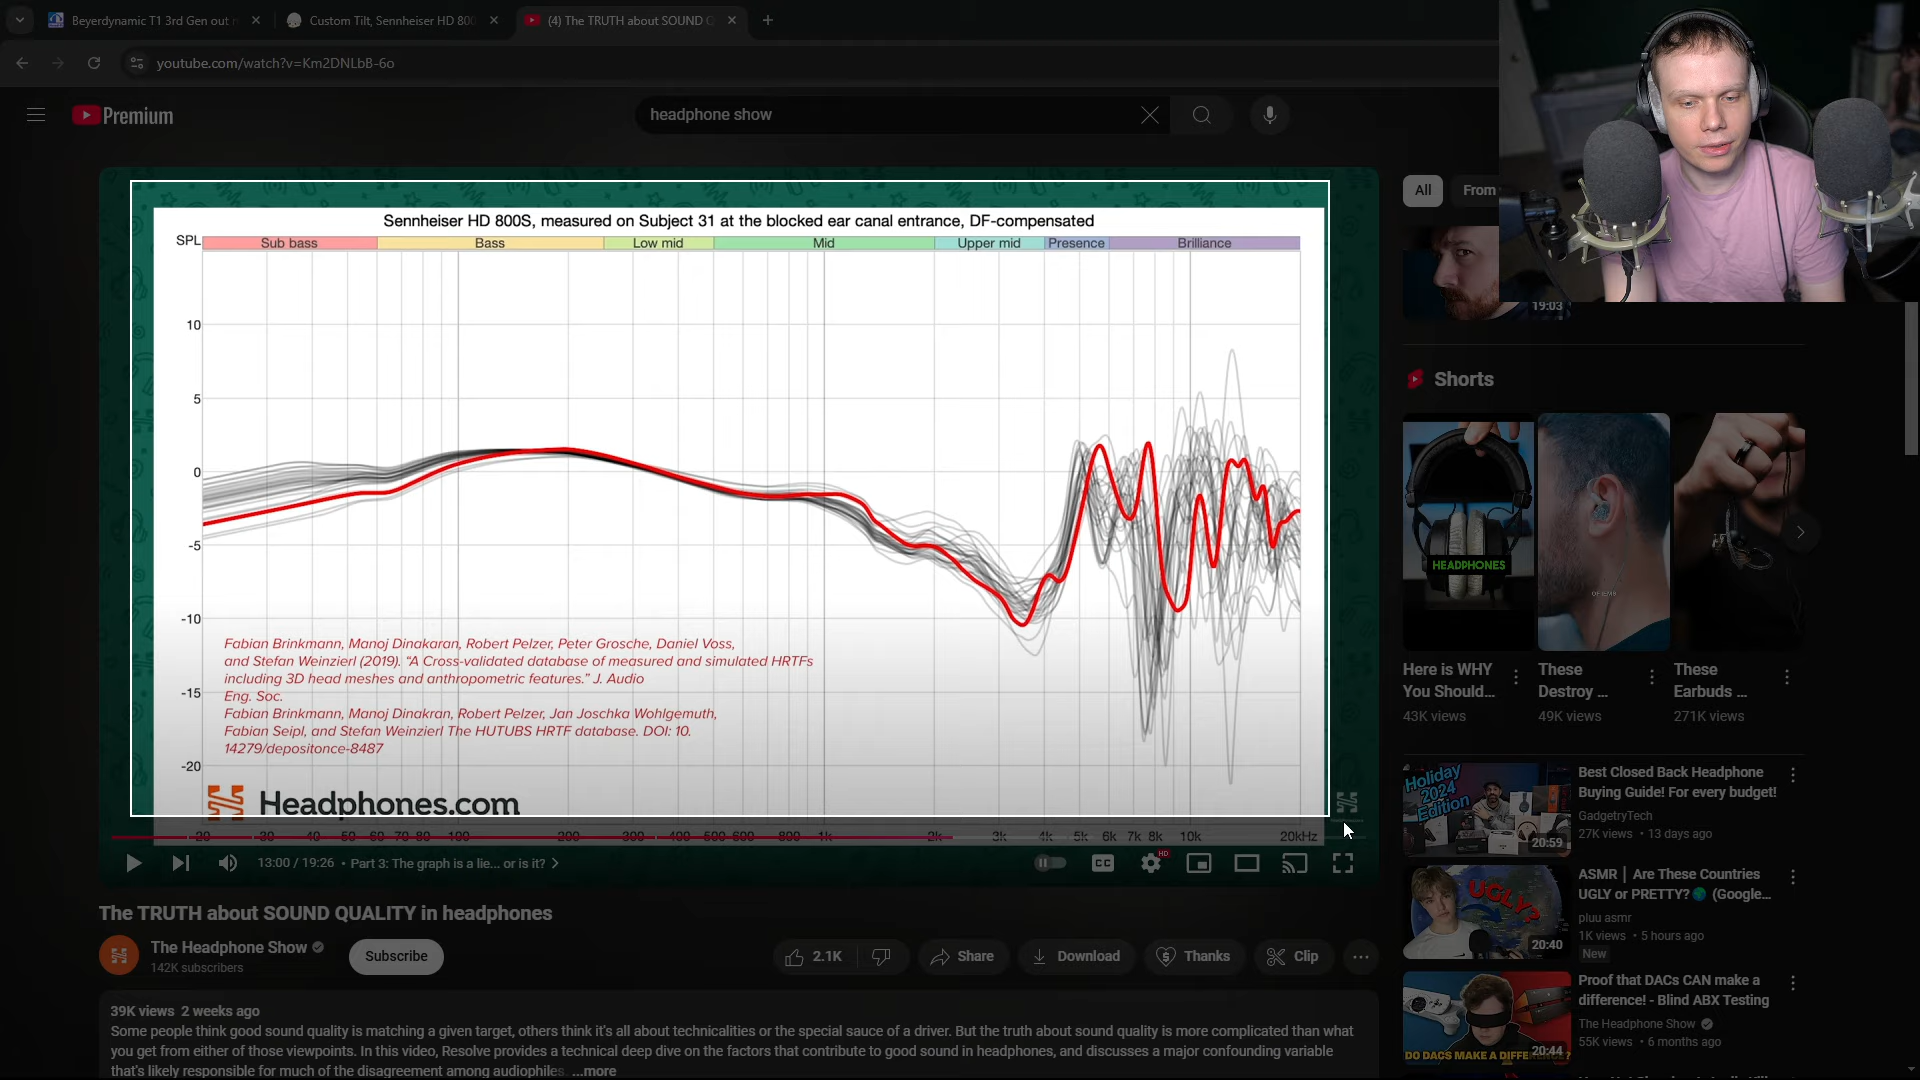 Beyerdynamic T1 3rd Gen out
Custom Tilt, Sennheiser HD 800
(4) The TRUTH about SOUND Q
youtube.com/watch?v=Km2DNLbB-6o
Premium
headphone show
All
From
19:03
Sennheiser HD 800S, measured on Subject 31 at the blocked ear canal entrance, DF-compensated
SPL
Sub bass Bass Low mid Mid Upper mid Presence Brilliance
10
5
0
-5
-10
-15
-20
Fabian Brinkmann, Manoj Dinakaran, Robert Pelzer, Peter Grosche, Daniel Voss,
and Stefan Weinzierl (2019). “A Cross-validated database of measured and simulated HRTFs
including 3D head meshes and anthropometric features.” J. Audio
Eng. Soc.
Fabian Brinkmann, Manoj Dinakran, Robert Pelzer, Jan Joschka Wohlgemuth,
Fabian Seipl, and Stefan Weinzierl The HUTUBS HRTF database. DOI: 10.
14279/depositonce-8487
Headphones.com
20 30 40 50 60 70 80 100 200 300 400 500 600 800 1k 2k 3k 4k 5k 6k 7k 8k 10k 20kHz
13:00 / 19:26 • Part 3: The graph is a lie... or is it?
CC
HD
The TRUTH about SOUND QUALITY in headphones
The Headphone Show
142K subscribers
Subscribe
2.1K
Share
Download
Thanks
Clip
39K views 2 weeks ago
Some people think good sound quality is matching a given target, others think it's all about technicalities or the special sauce of a driver. But the truth about sound quality is more complicated than what
you get from either of those viewpoints. In this video, Resolve provides a technical deep dive on the factors that contribute to good sound in headphones, and discusses a major confounding variable
that's likely responsible for much of the disagreement among audiophiles. ...more
Shorts
HEADPHONES
OF IEMS
Here is WHY
You Should...
43K views
These
Destroy ...
49K views
These
Earbuds ...
271K views
Holiday
2024
Edition
20:59
Best Closed Back Headphone
Buying Guide! For every budget!
GadgetryTech
27K views • 13 days ago
UGLY?
20:40
ASMR | Are These Countries
UGLY or PRETTY? (Google...
pluu asmr
1K views • 5 hours ago
New
DO DACS MAKE A DIFFERENCE?
20:44
Proof that DACs CAN make a
difference! - Blind ABX Testing
The Headphone Show
55K views • 6 months ago